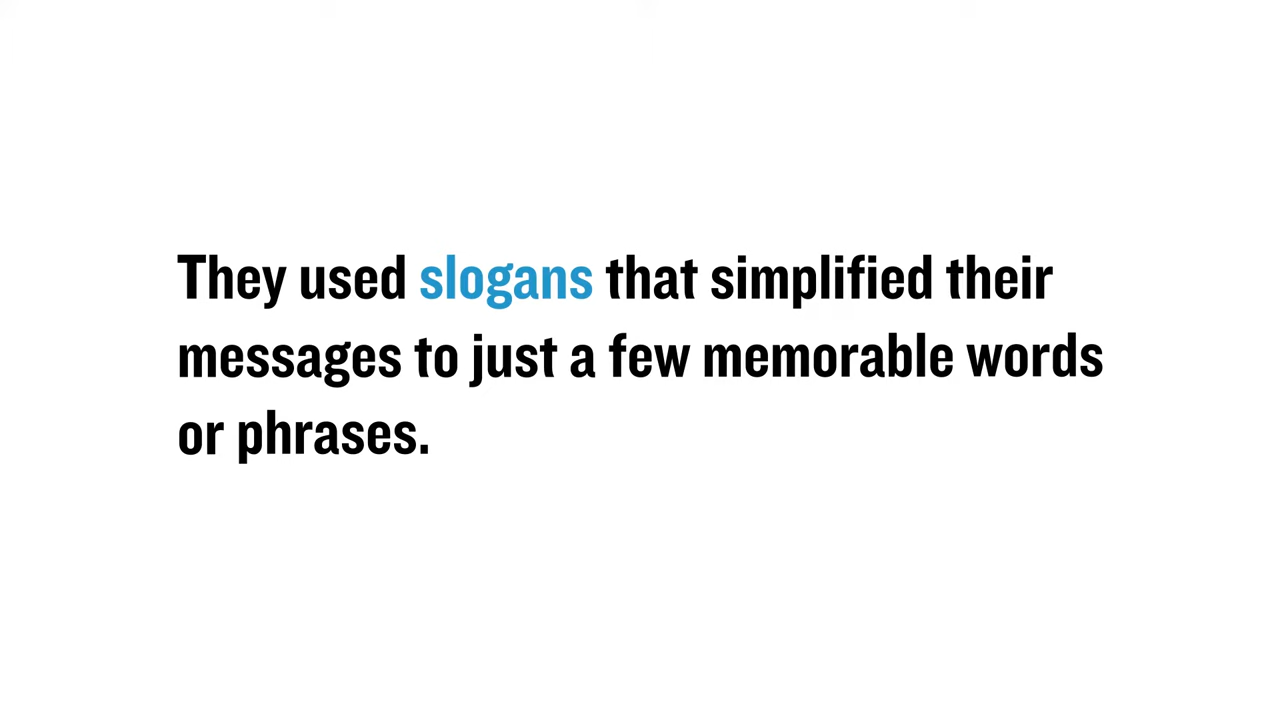 They used slogans that simplified their
messages to just a few memorable words
or phrases.